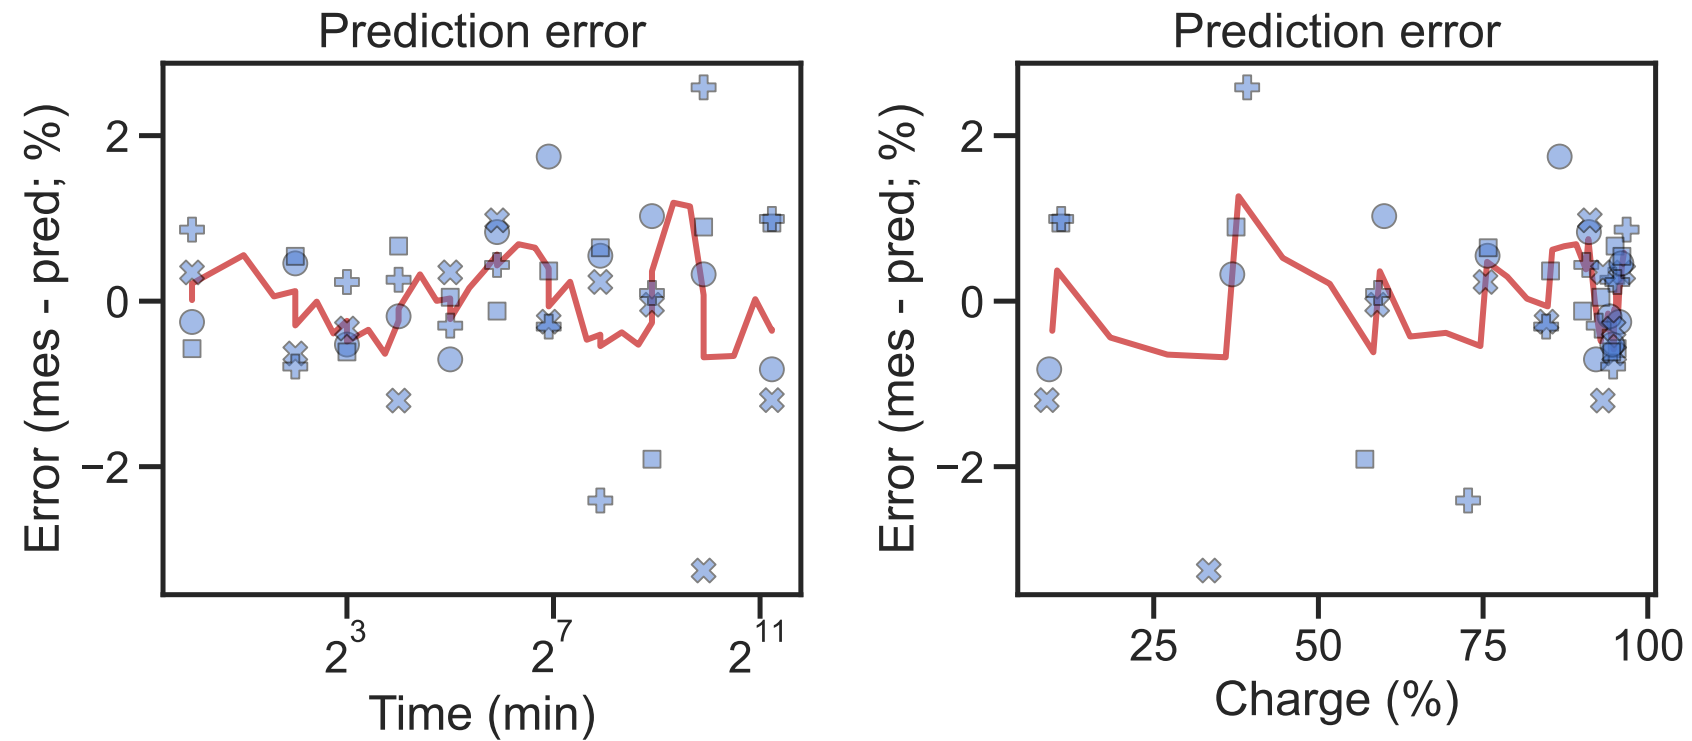 Prediction error
Error (mes - pred; %)
2
0
−2
2^3
2^7
2^11
Time (min)
Prediction error
Error (mes - pred; %)
2
0
−2
25
50
75
100
Charge (%)